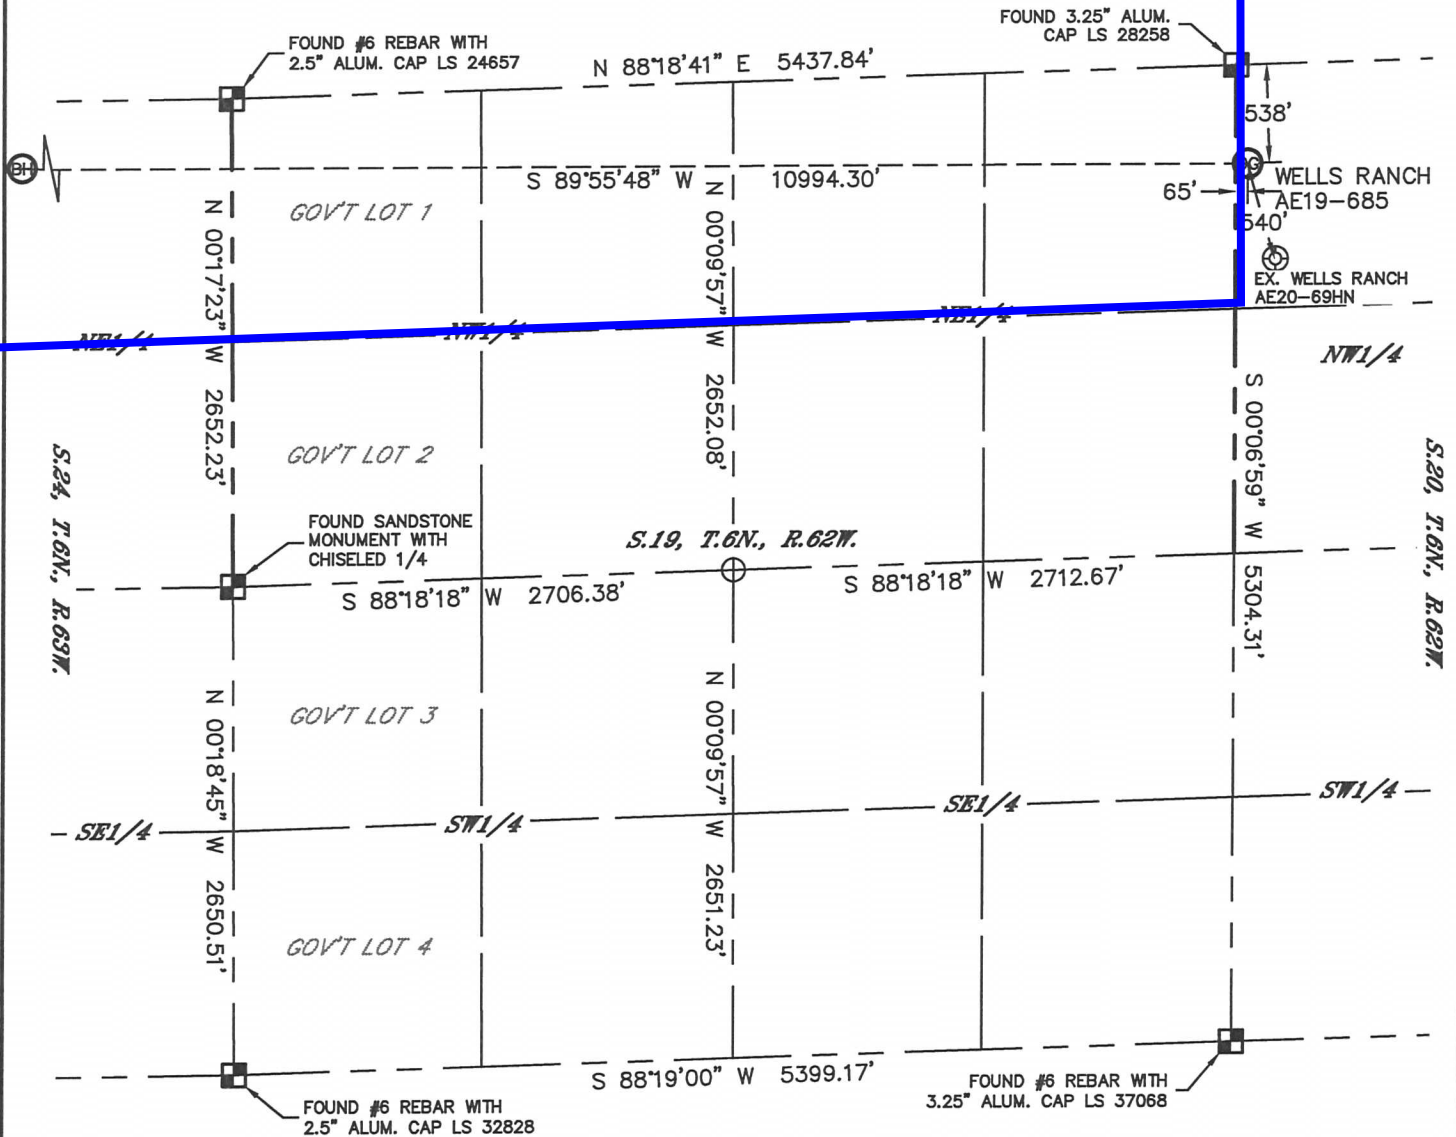 FOUND 3.25" ALUM.
CAP LS 28258
FOUND #6 REBAR WITH
2.5" ALUM. CAP LS 24657
N 88°18'41" E 5437.84'
538'
BH
S 89°55'48" W 10994.30'
WELLS RANCH
AE19-685
65'
GOV'T LOT 1
540'
EX. WELLS RANCH
AE20-69HN
N 00°17'23" W 2652.23'
N 00°09'57" W 2652.08'
NE1/4
NW1/4
NE1/4
NW1/4
S 00°06'59" W 5304.31'
GOV'T LOT 2
S.24, T.6N., R.63W.
S.20, T.6N., R.62W.
FOUND SANDSTONE
MONUMENT WITH
CHISELED 1/4
S.19, T.6N., R.62W.
S 88°18'18" W 2706.38'
S 88°18'18" W 2712.67'
GOV'T LOT 3
N 00°18'45" W 2650.51'
N 00°09'57" W 2651.23'
SE1/4
SW1/4
SE1/4
SW1/4
GOV'T LOT 4
S 88°19'00" W 5399.17'
FOUND #6 REBAR WITH
3.25" ALUM. CAP LS 37068
FOUND #6 REBAR WITH
2.5" ALUM. CAP LS 32828